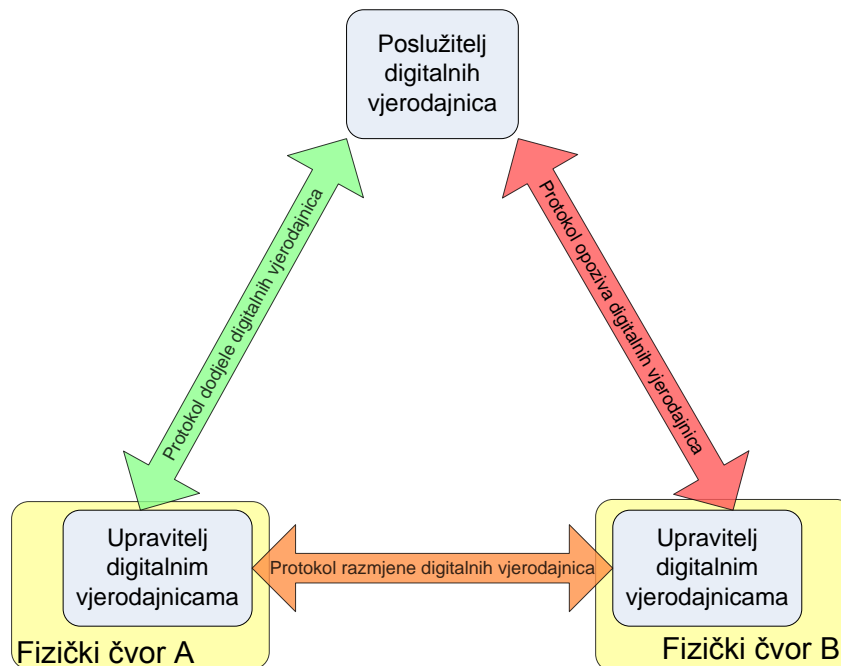 Poslužitelj
digitalnih
vjerodajnica
Protokol dodjele digitalnih vjerodajnica
Protokol opoziva digitalnih vjerodajnica
Upravitelj
digitalnim
vjerodajnicama
Protokol razmjene digitalnih vjerodajnica
Upravitelj
digitalnim
vjerodajnicama
Fizički čvor A
Fizički čvor B